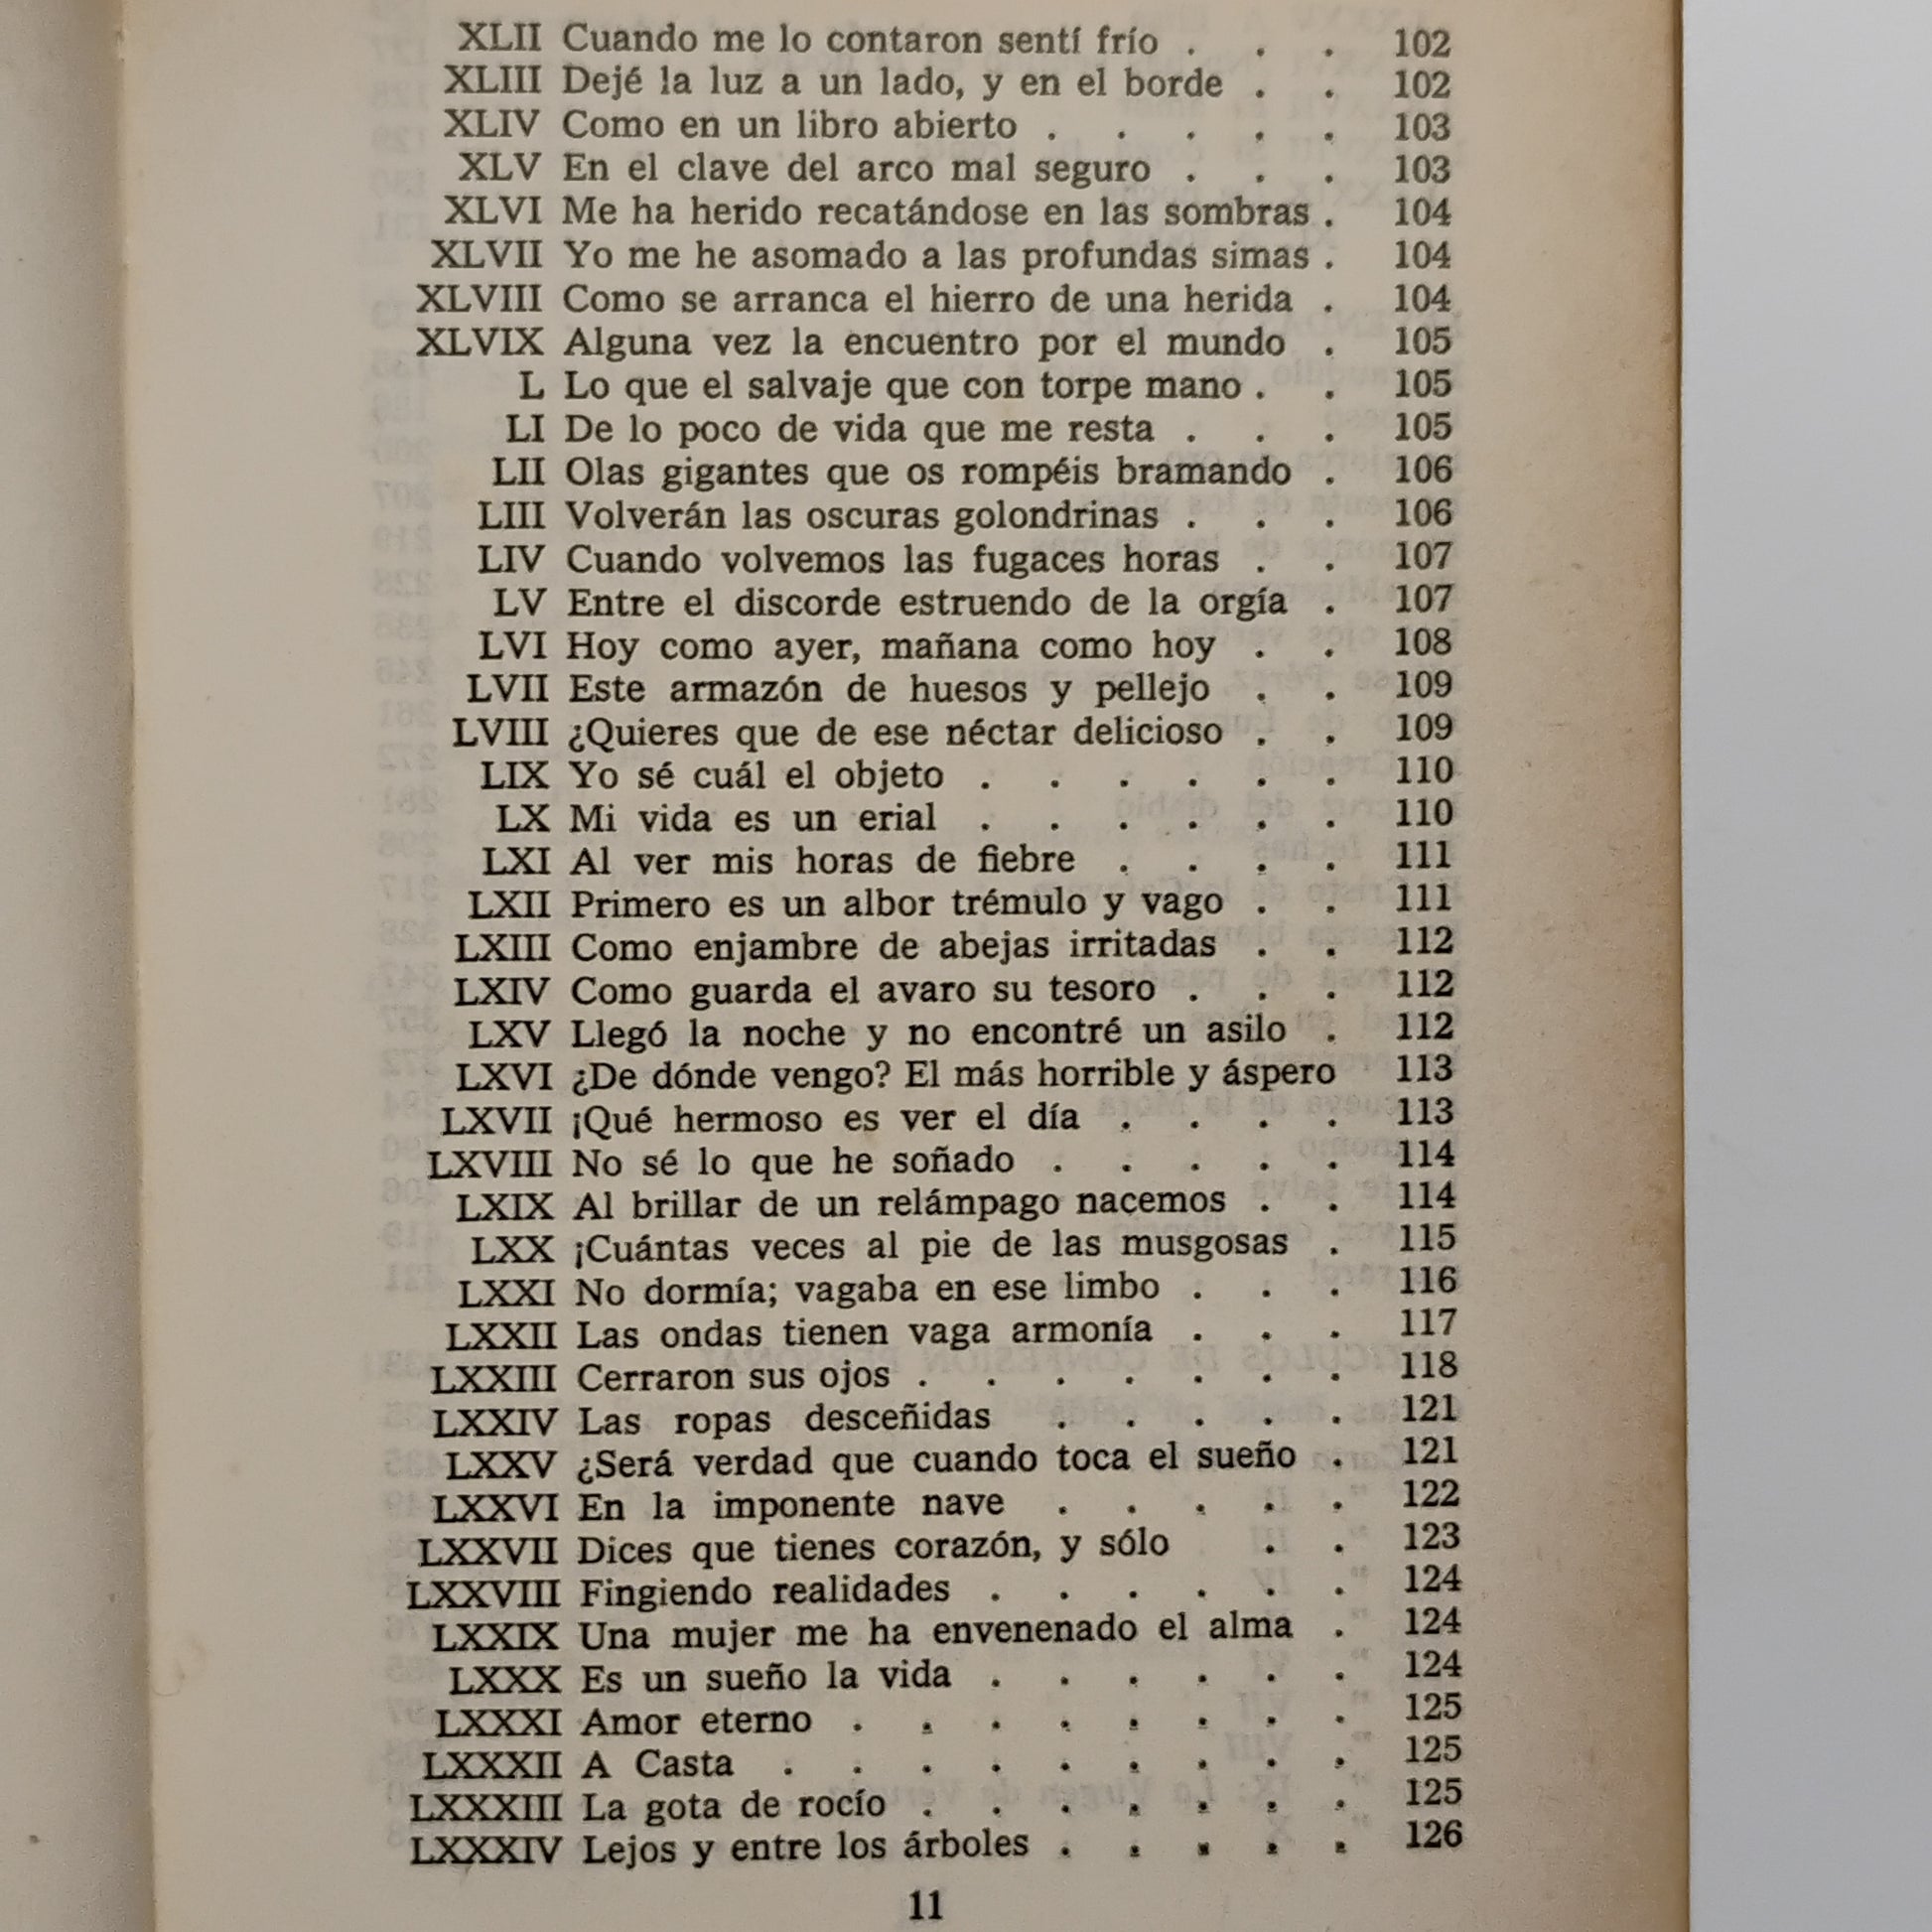 XLII Cuando me lo contaron sentí frío . . . 102
XLIII Dejé la luz a un lado, y en el borde . . 102
XLIV Como en un libro abierto . . . . . 103
XLV En el clave del arco mal seguro . . . 103
XLVI Me ha herido recatándose en las sombras . 104
XLVII Yo me he asomado a las profundas simas . 104
XLVIII Como se arranca el hierro de una herida . 104
XLVIX Alguna vez la encuentro por el mundo . 105
L Lo que el salvaje que con torpe mano . . 105
LI De lo poco de vida que me resta . . . 105
LII Olas gigantes que os rompéis bramando . 106
LIII Volverán las oscuras golondrinas . . . 106
LIV Cuando volvemos las fugaces horas . . 107
LV Entre el discorde estruendo de la orgía . 107
LVI Hoy como ayer, mañana como hoy . . 108
LVII Este armazón de huesos y pellejo . . 109
LVIII ¿Quieres que de ese néctar delicioso . . 109
LIX Yo sé cuál el objeto . . . . . . 110
LX Mi vida es un erial . . . . . . 110
LXI Al ver mis horas de fiebre . . . . 111
LXII Primero es un albor trémulo y vago . . 111
LXIII Como enjambre de abejas irritadas . . 112
LXIV Como guarda el avaro su tesoro . . . 112
LXV Llegó la noche y no encontré un asilo . 112
LXVI ¿De dónde vengo? El más horrible y áspero 113
LXVII ¡Qué hermoso es ver el día . . . . 113
LXVIII No sé lo que he soñado . . . . . 114
LXIX Al brillar de un relámpago nacemos . . 114
LXX ¡Cuántas veces al pie de las musgosas . 115
LXXI No dormía; vagaba en ese limbo . . . 116
LXXII Las ondas tienen vaga armonía . . . 117
LXXIII Cerraron sus ojos . . . . . . . 118
LXXIV Las ropas desceñidas . . . . . 121
LXXV ¿Será verdad que cuando toca el sueño . 121
LXXVI En la imponente nave . . . . . 122
LXXVII Dices que tienes corazón, y sólo . . 123
LXXVIII Fingiendo realidades . . . . . . 124
LXXIX Una mujer me ha envenenado el alma . 124
LXXX Es un sueño la vida . . . . . . 124
LXXXI Amor eterno . . . . . . . . 125
LXXXII A Casta . . . . . . . . . 125
LXXXIII La gota de rocío . . . . . . . 125
LXXXIV Lejos y entre los árboles . . . . . 126
11